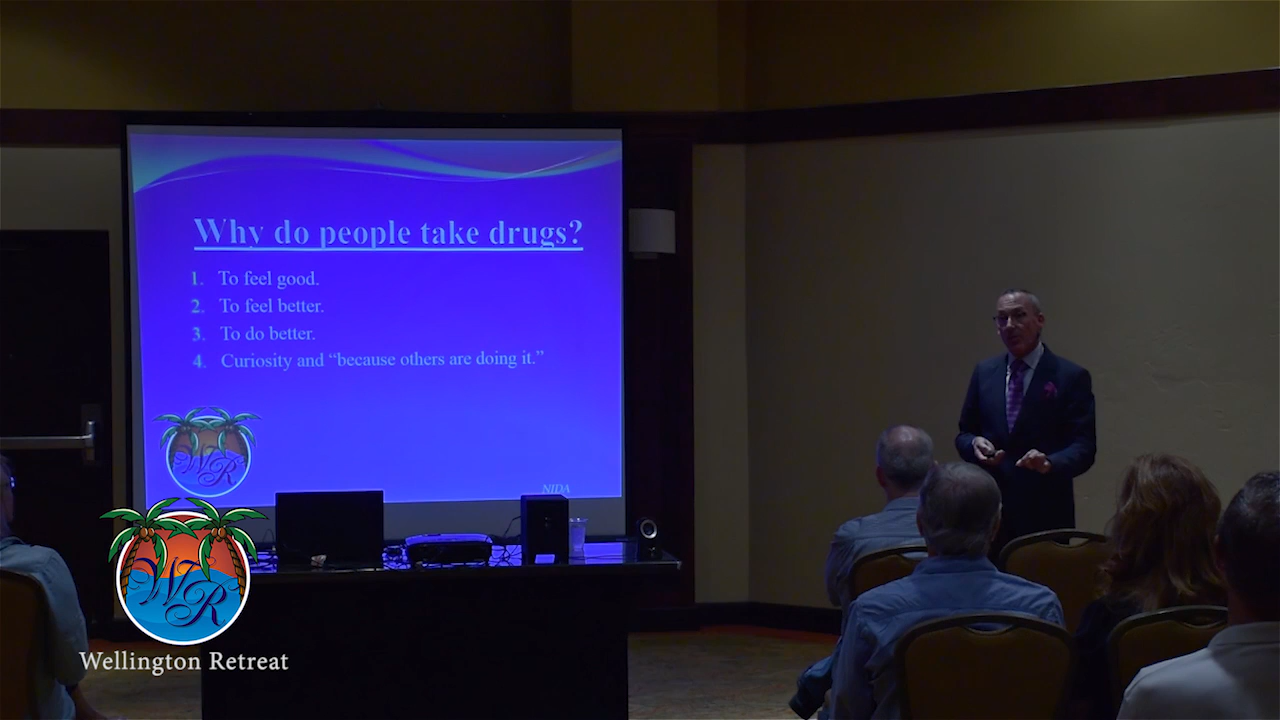 Why do people take drugs?
1. To feel good.
2. To feel better.
3. To do better.
4. Curiosity and “because others are doing it.”
WR
NIDA
WR
Wellington Retreat